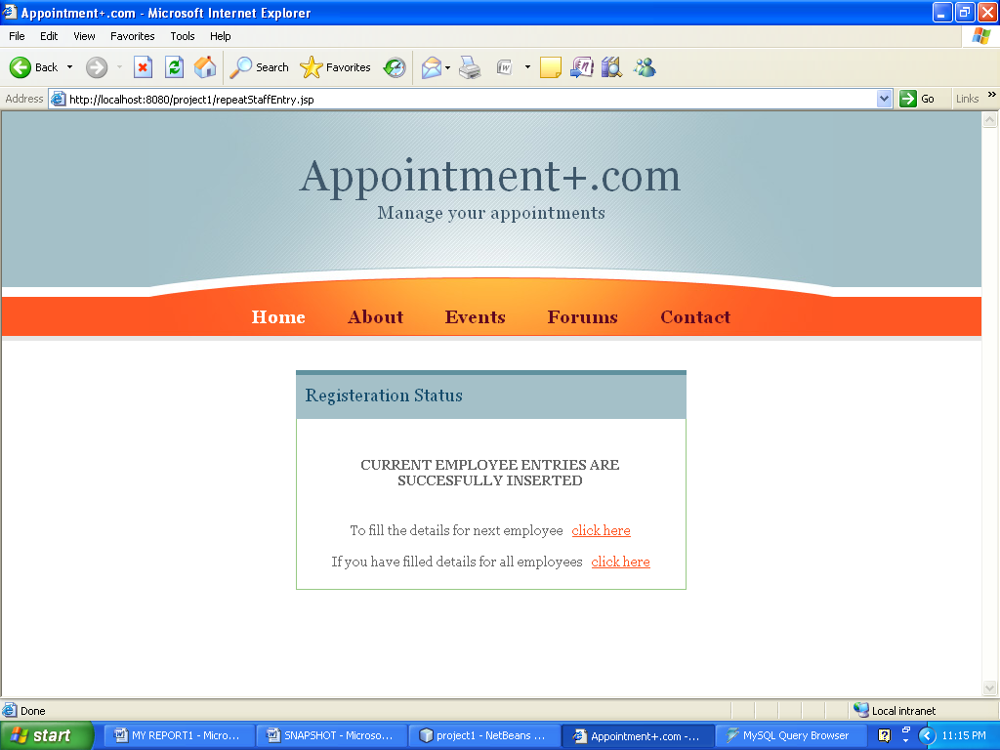 Appointment+.com - Microsoft Internet Explorer
File Edit View Favorites Tools Help
Back Search Favorites
Address http://localhost:8080/project1/repeatStaffEntry.jsp Go Links »
Appointment+.com
Manage your appointments
Home About Events Forums Contact
Registeration Status
CURRENT EMPLOYEE ENTRIES ARE
SUCCESFULLY INSERTED
To fill the details for next employee click here
If you have filled details for all employees click here
Done Local intranet
start MY REPORT1 - Micro... SNAPSHOT - Microso... project1 - NetBeans ... Appointment+.com -... MySQL Query Browser 11:15 PM